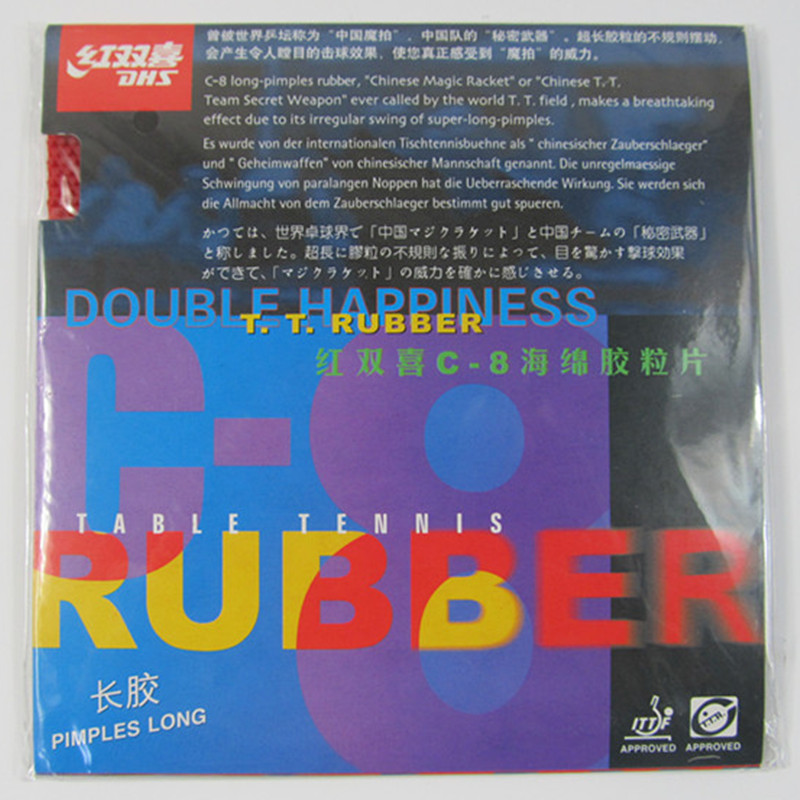 红双喜
DHS
曾被世界乒坛称为“中国魔拍”，中国队的“秘密武器”。超长胶粒的不规则摆动，
会产生令人瞠目的击球效果，使您真正感受到“魔拍”的威力。
C-8 long-pimples rubber, "Chinese Magic Racket" or "Chinese T. T.
Team Secret Weapon" ever called by the world T. T. field , makes a breathtaking
effect due to its irregular swing of super-long-pimples.
Es wurde von der internationalen Tischtennisbuehne als " chinesischer Zauberschlaeger"
und " Geheimwaffen" von chinesischer Mannschaft genannt. Die unregelmaessige
Schwingung von paralangen Noppen hat die Ueberraschende Wirkung. Sie werden sich
die Allmacht von dem Zauberschlaeger bestimmt gut spueren.
かつては、世界卓球界で「中国マジクラケット」と中国チームの「秘密武器」
と称しました。超長に膠粒の不規則な振りによつて、目を驚かす撃球効果
ができて、「マジクラケット」の威力を確かに感じきせる。
DOUBLE HAPPINESS
T. T. RUBBER
红双喜C-8海绵胶粒片
C-8
TABLE TENNIS
RUBBER
长胶
PIMPLES LONG
ITTF
APPROVED
APPROVED